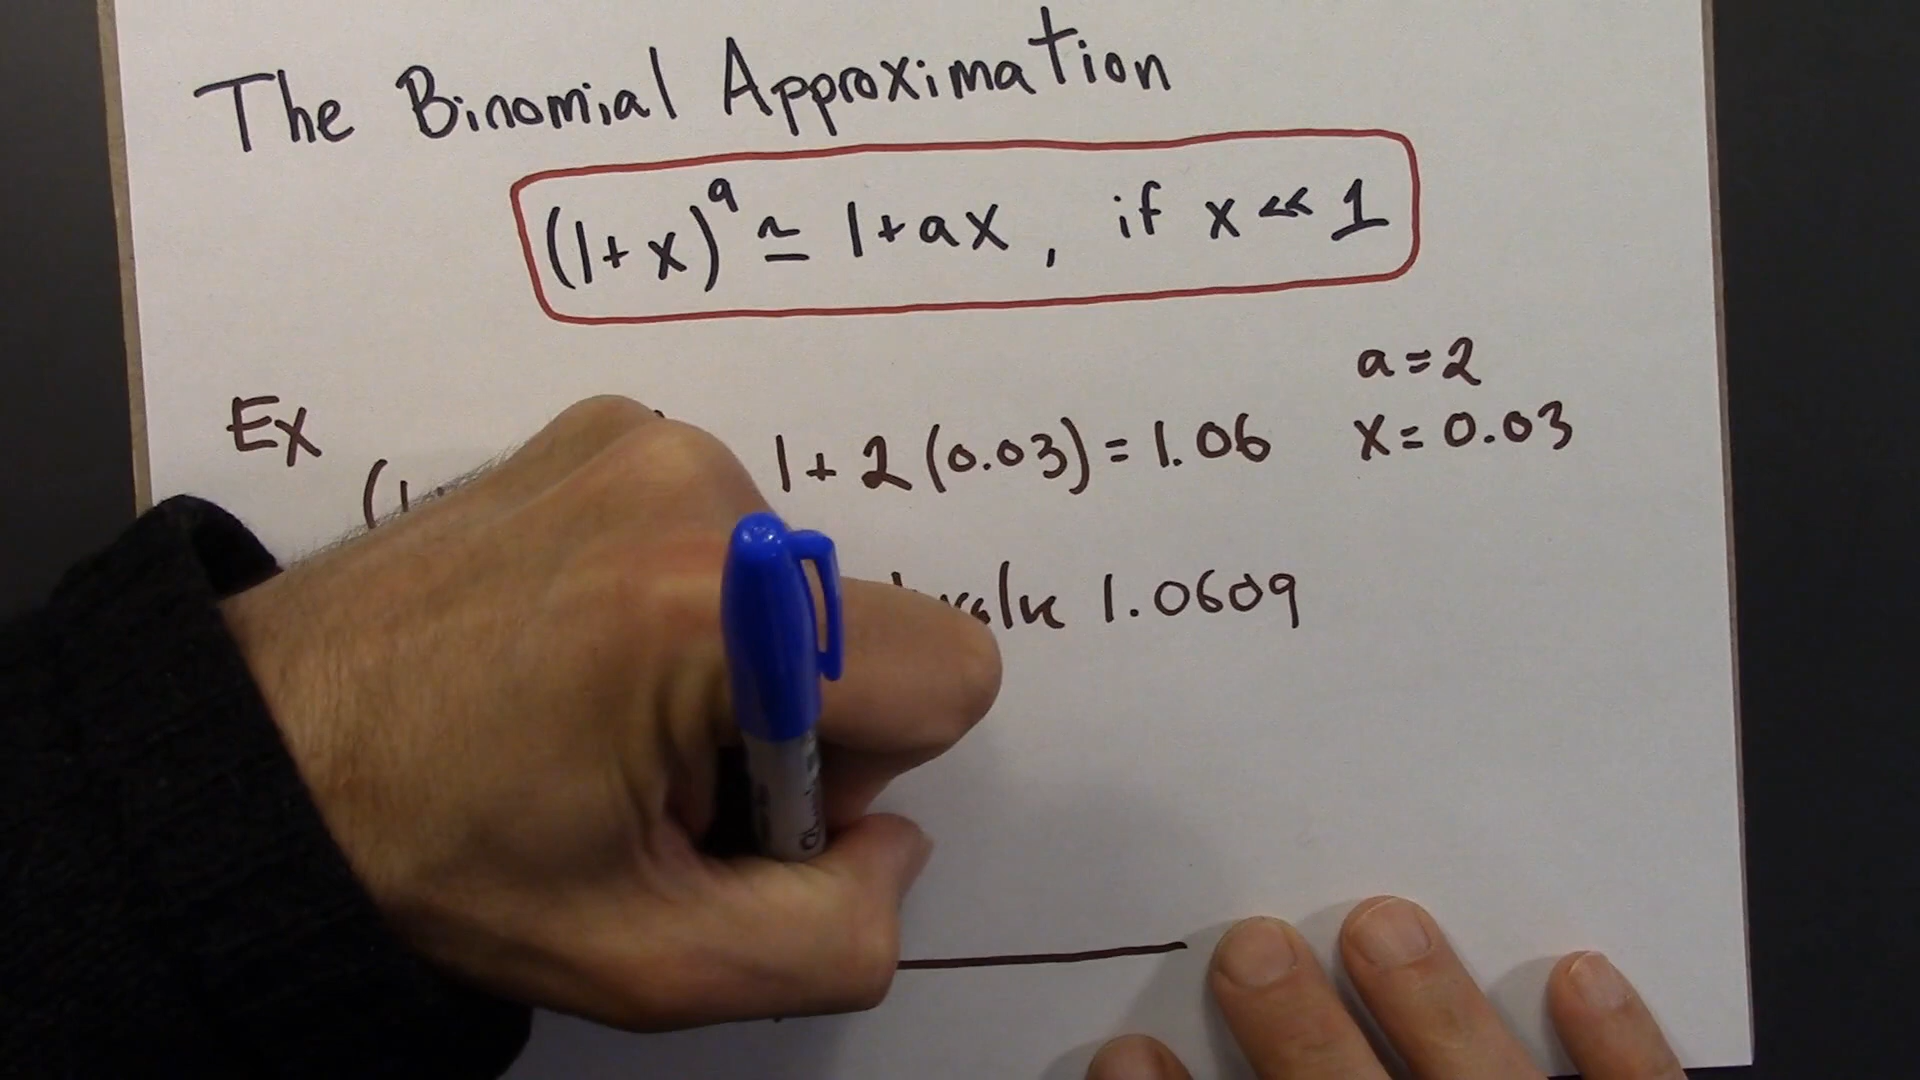 The Binomial Approximation
(1+x)^a ≃ 1+ax, if x << 1
a = 2
Ex
(1 1 + 2 (0.03) = 1.06 x = 0.03
1.0609